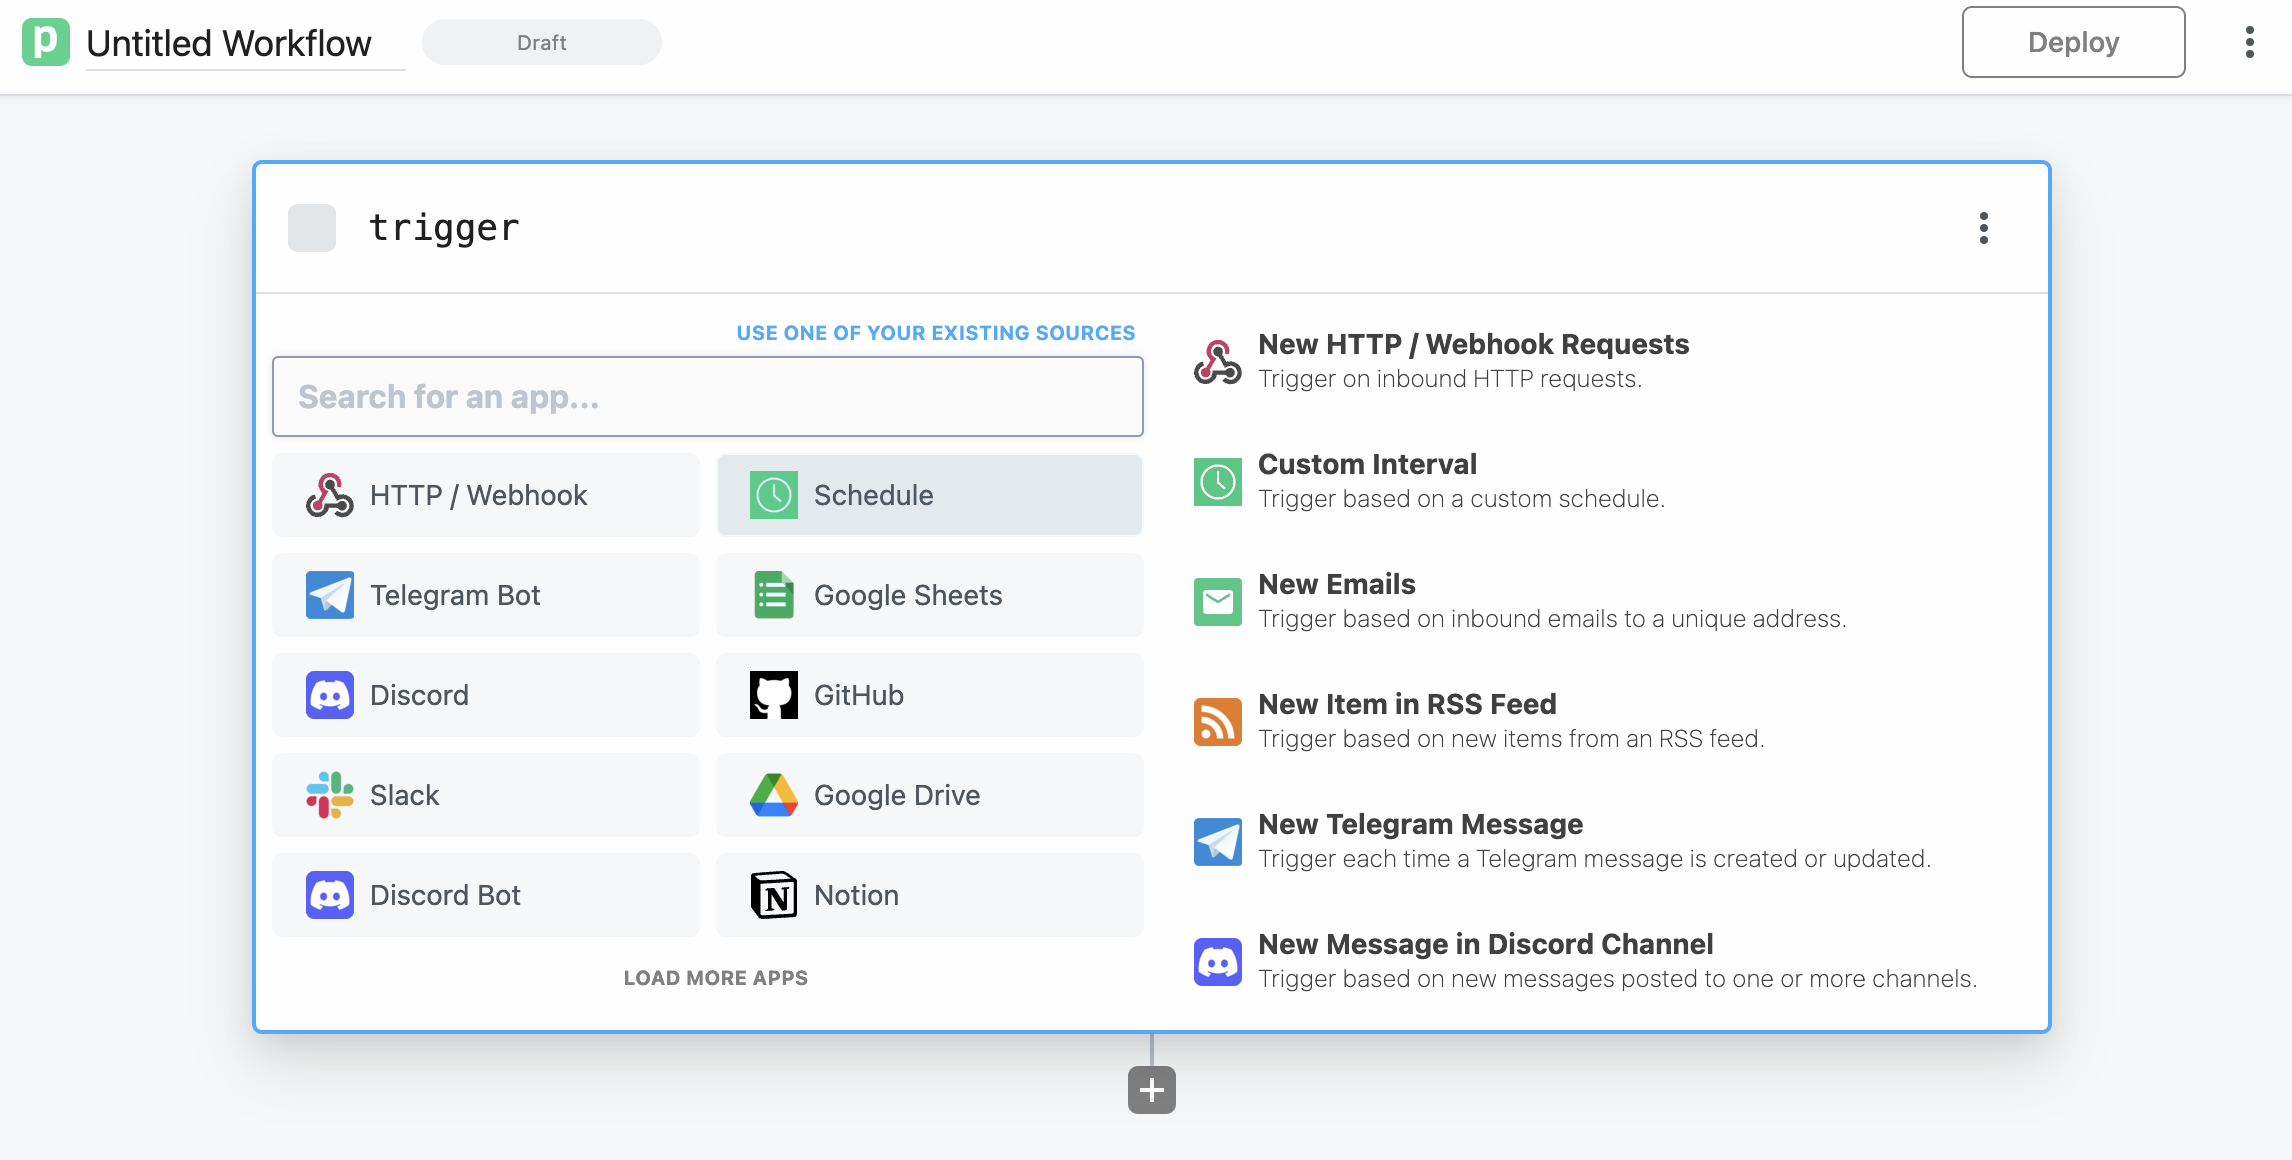 p Untitled Workflow
Draft
Deploy
trigger
USE ONE OF YOUR EXISTING SOURCES
Search for an app...
HTTP / Webhook
Schedule
Telegram Bot
Google Sheets
Discord
GitHub
Slack
Google Drive
Discord Bot
Notion
LOAD MORE APPS
New HTTP / Webhook Requests
Trigger on inbound HTTP requests.
Custom Interval
Trigger based on a custom schedule.
New Emails
Trigger based on inbound emails to a unique address.
New Item in RSS Feed
Trigger based on new items from an RSS feed.
New Telegram Message
Trigger each time a Telegram message is created or updated.
New Message in Discord Channel
Trigger based on new messages posted to one or more channels.